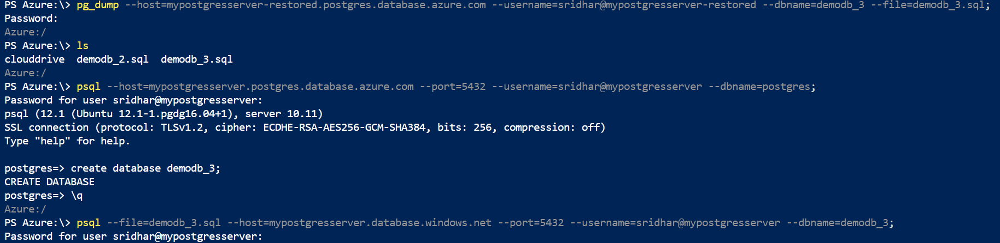 PS Azure:\> pg_dump --host=mypostgresserver-restored.postgres.database.azure.com --username=sridhar@mypostgresserver-restored --dbname=demodb_3 --file=demodb_3.sql;
Password:
Azure:/
PS Azure:\> ls
clouddrive  demodb_2.sql  demodb_3.sql
Azure:/
PS Azure:\> psql --host=mypostgresserver.postgres.database.azure.com --port=5432 --username=sridhar@mypostgresserver --dbname=postgres;
Password for user sridhar@mypostgresserver:
psql (12.1 (Ubuntu 12.1-1.pgdg16.04+1), server 10.11)
SSL connection (protocol: TLSv1.2, cipher: ECDHE-RSA-AES256-GCM-SHA384, bits: 256, compression: off)
Type "help" for help.
postgres=> create database demodb_3;
CREATE DATABASE
postgres=> \q
Azure:/
PS Azure:\> psql --file=demodb_3.sql --host=mypostgresserver.database.windows.net --port=5432 --username=sridhar@mypostgresserver --dbname=demodb_3;
Password for user sridhar@mypostgresserver: